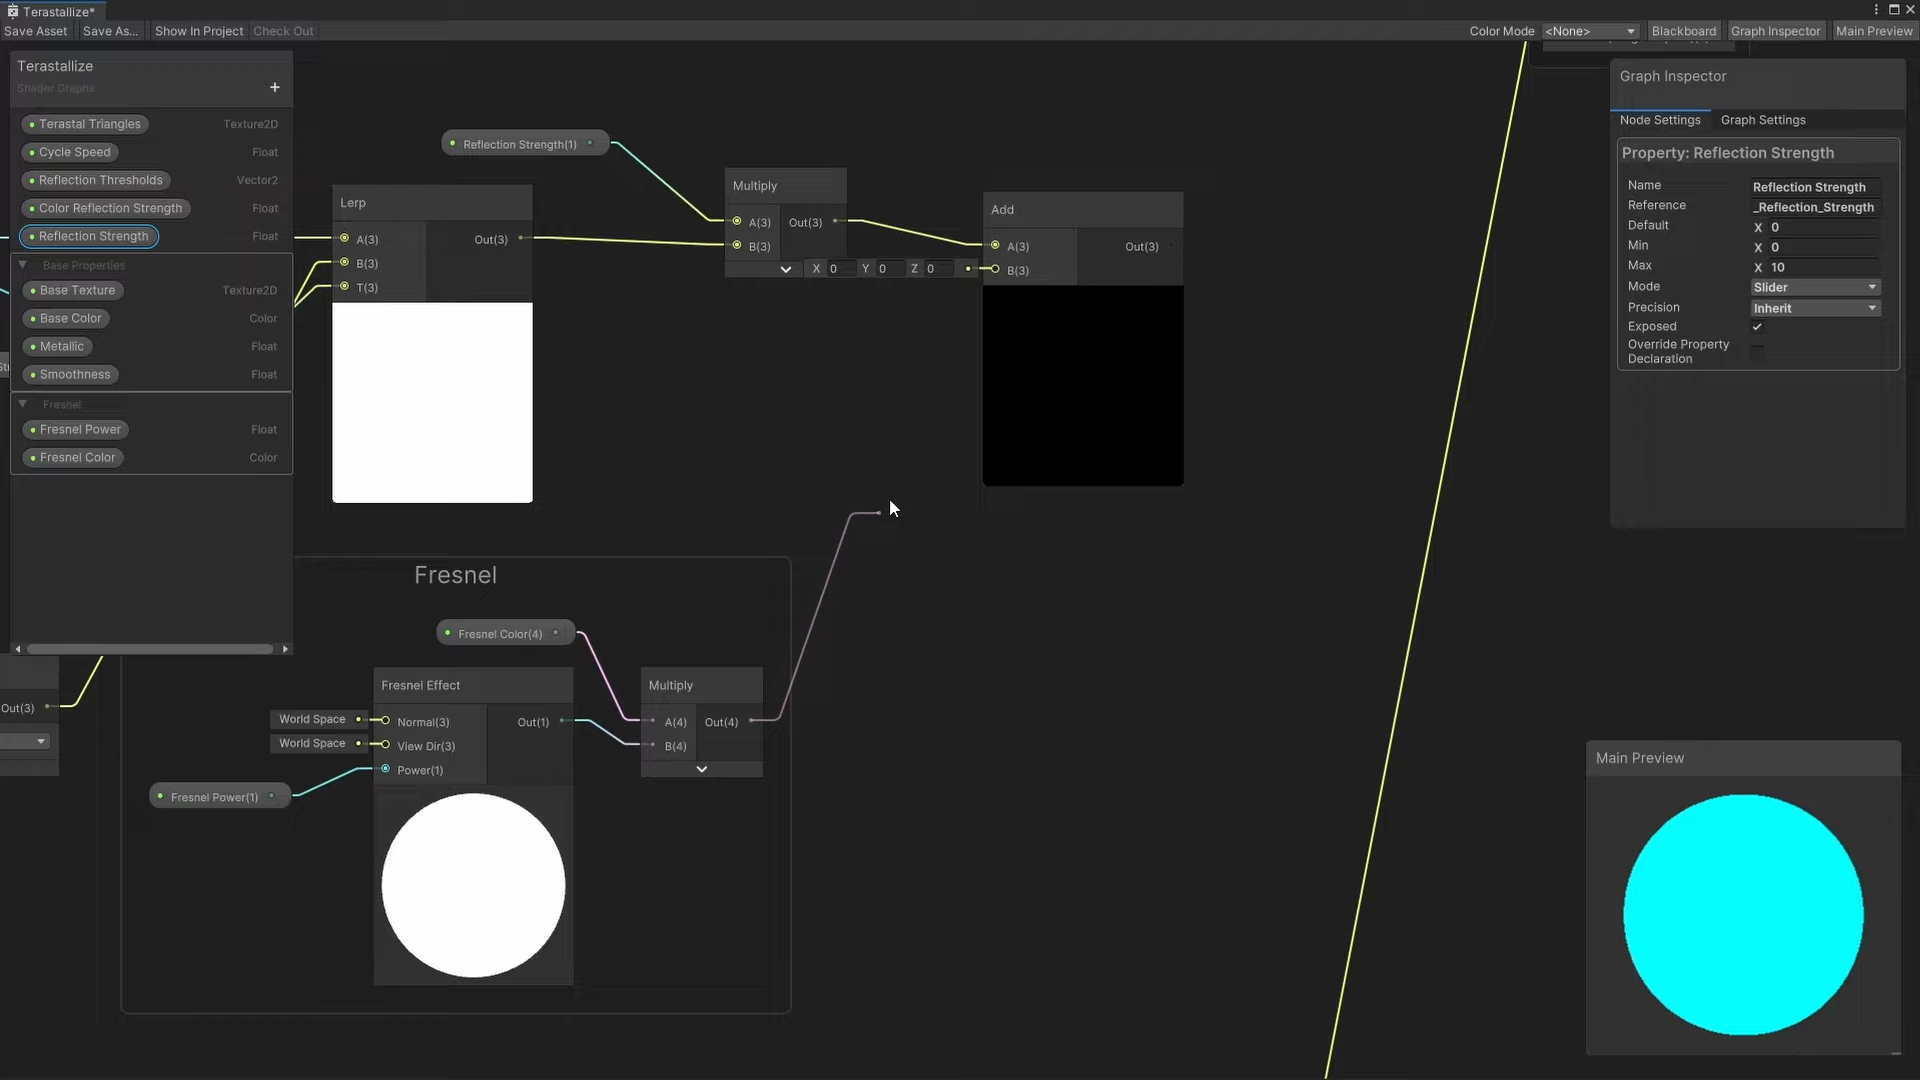 Terastallize*
Save Asset Save As... Show In Project Check Out Color Mode <None> Blackboard Graph Inspector Main Preview
Terastallize
Shader Graphs
+
Terastal Triangles Texture2D
Cycle Speed Float
Reflection Thresholds Vector2
Color Reflection Strength Float
Reflection Strength Float
Base Properties
Base Texture Texture2D
Base Color Color
Metallic Float
Smoothness Float
Fresnel
Fresnel Power Float
Fresnel Color Color
Reflection Strength(1)
Lerp
A(3) Out(3)
B(3)
T(3)
Multiply
A(3) Out(3)
B(3)
X 0 Y 0 Z 0
Add
A(3) Out(3)
B(3)
Graph Inspector
Node Settings Graph Settings
Property: Reflection Strength
Name Reflection Strength
Reference _Reflection_Strength
Default X 0
Min X 0
Max X 10
Mode Slider
Precision Inherit
Exposed
Override Property
Declaration
Out(3)
Fresnel
Fresnel Color(4)
Fresnel Effect
World Space Normal(3) Out(1)
World Space View Dir(3)
Power(1)
Fresnel Power(1)
Multiply
A(4) Out(4)
B(4)
Main Preview